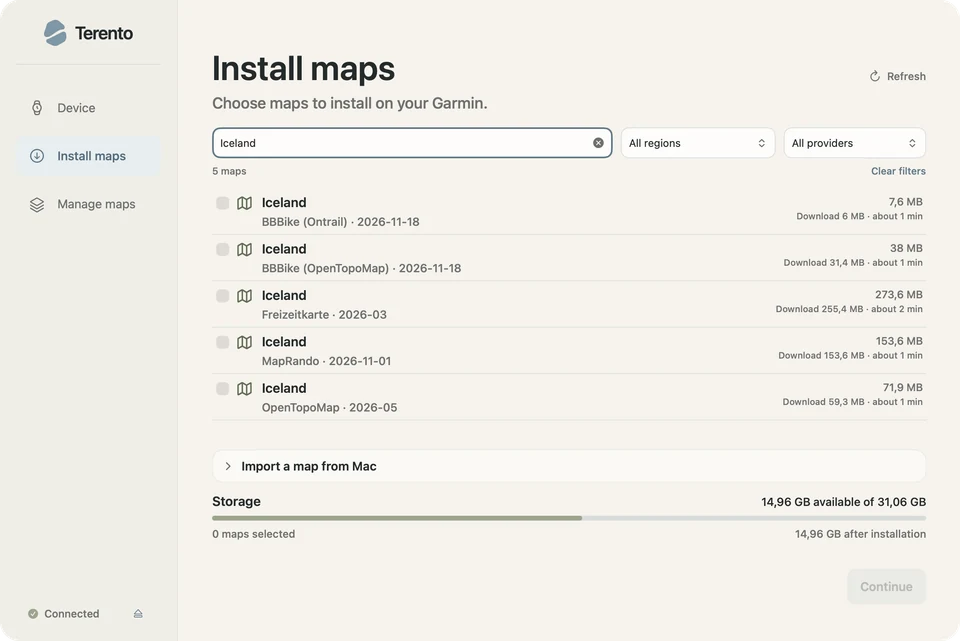 Terento
Device
Install maps
Manage maps
Connected
Install maps
Refresh
Choose maps to install on your Garmin.
Iceland
All regions
All providers
5 maps
Clear filters
Iceland
7,6 MB
BBBike (Ontrail) · 2026-11-18
Download 6 MB · about 1 min
Iceland
38 MB
BBBike (OpenTopoMap) · 2026-11-18
Download 31,4 MB · about 1 min
Iceland
273,6 MB
Freizeitkarte · 2026-03
Download 255,4 MB · about 2 min
Iceland
153,6 MB
MapRando · 2026-11-01
Download 153,6 MB · about 1 min
Iceland
71,9 MB
OpenTopoMap · 2026-05
Download 59,3 MB · about 1 min
Import a map from Mac
Storage
14,96 GB available of 31,06 GB
0 maps selected
14,96 GB after installation
Continue